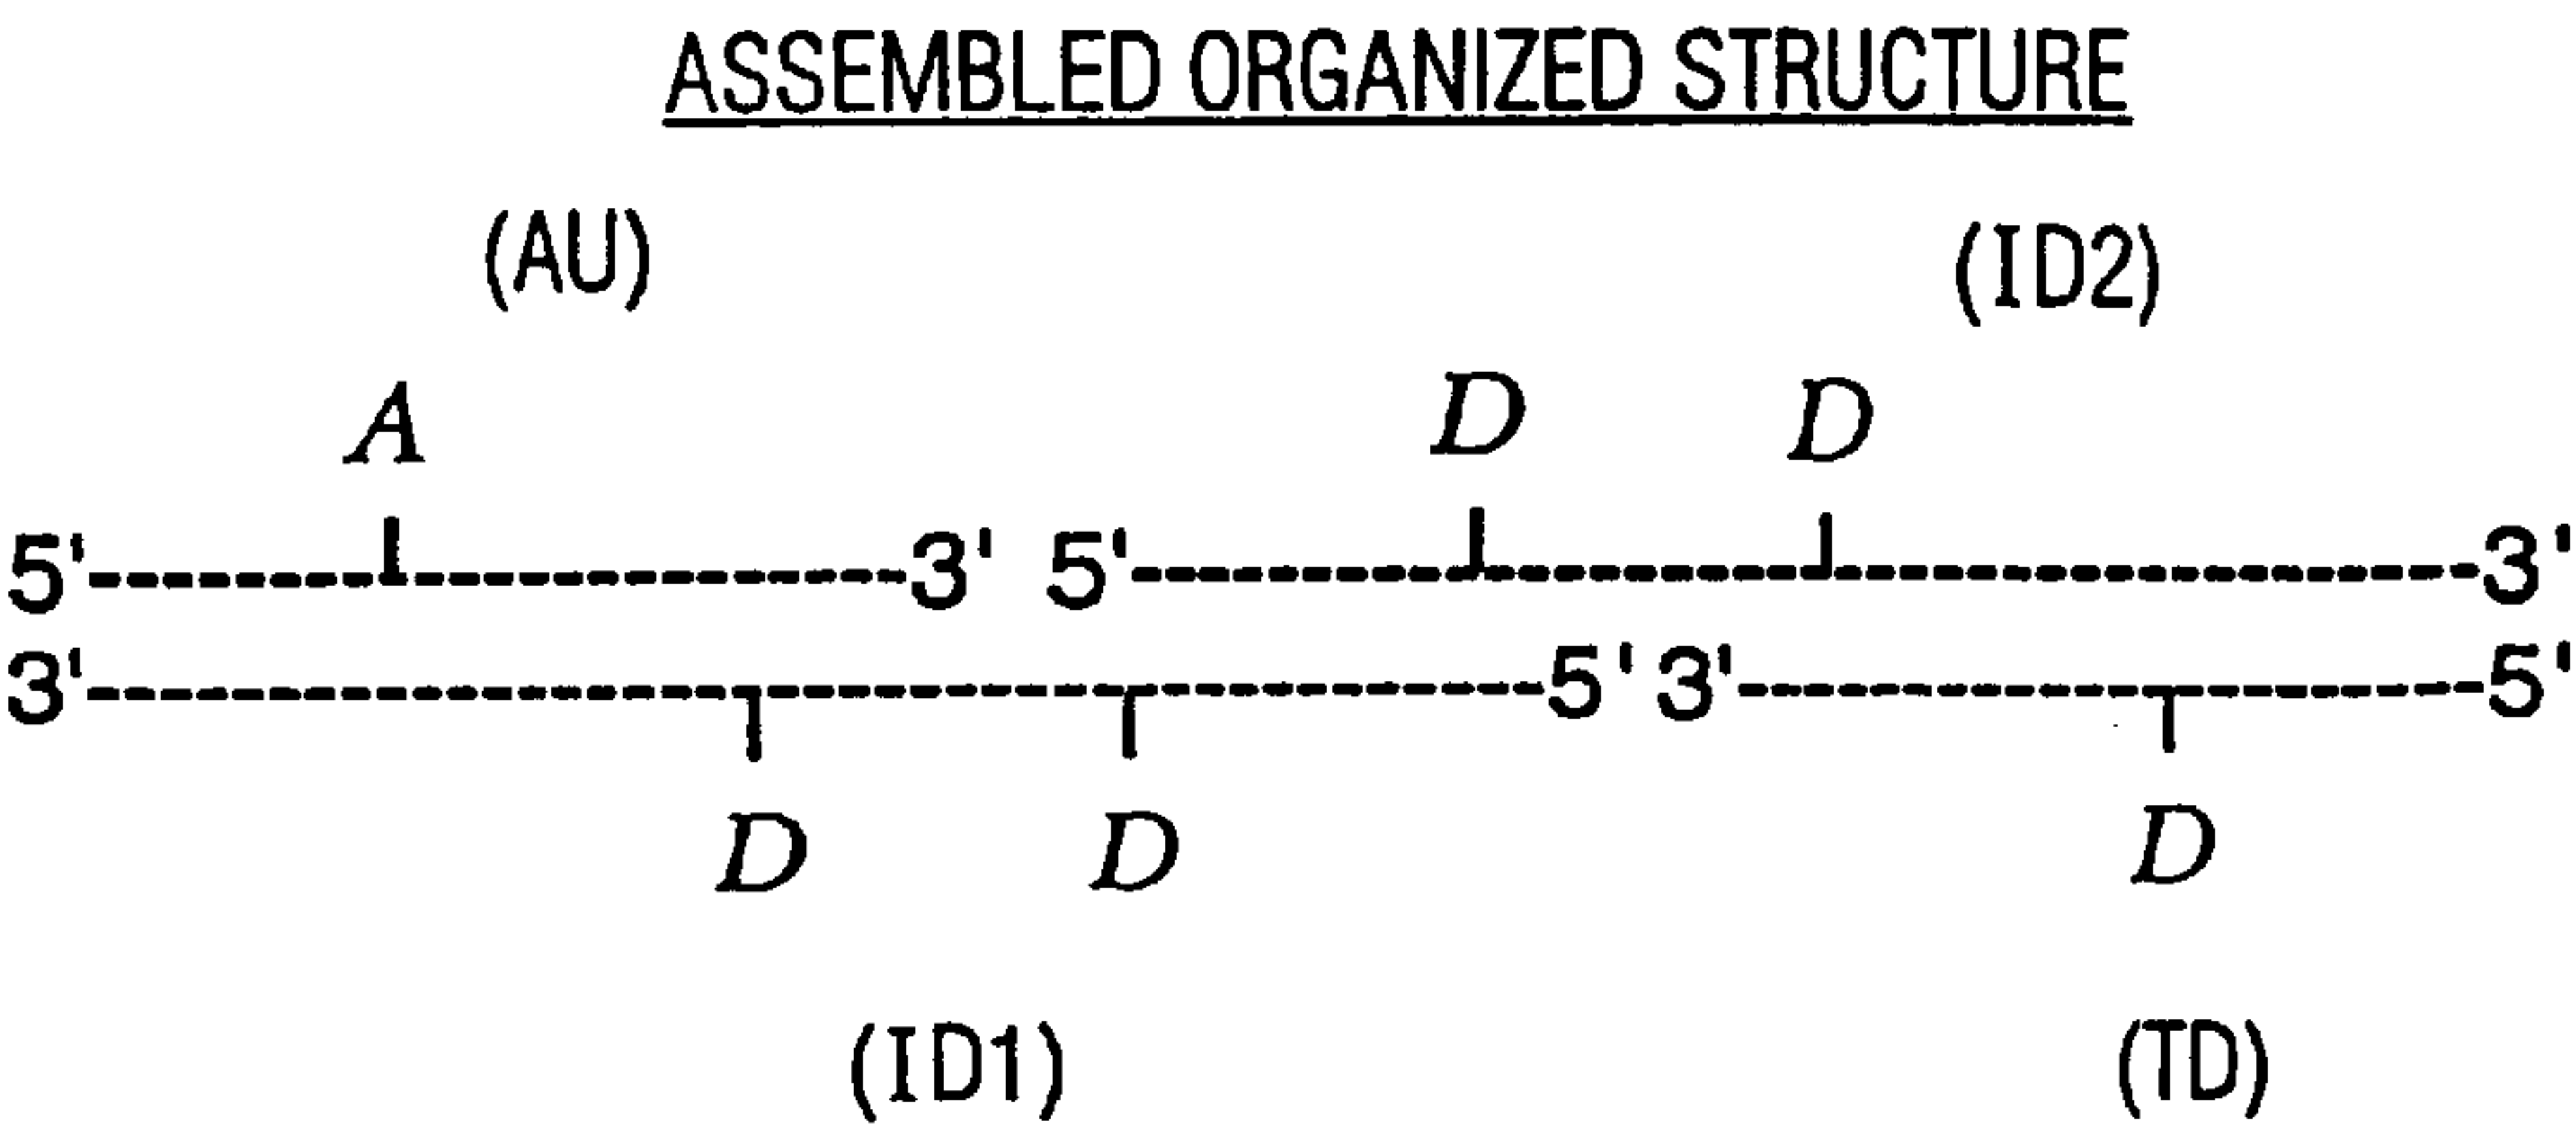 ASSEMBLED ORGANIZED STRUCTURE
(AU) (ID2)
A D D
5' 3' 5' 3'
3' 5' 3' 5'
D D D
(ID1) (TD)